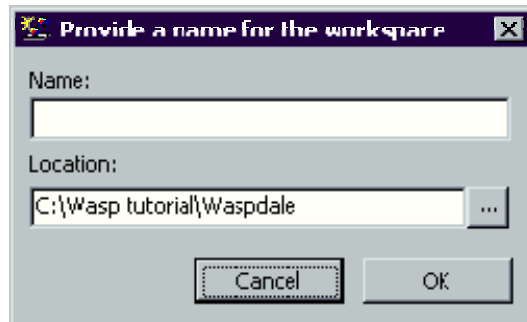 Provide a name for the workspace
Name:
Location:
C:\Wasp tutorial\Waspdale
...
Cancel
OK